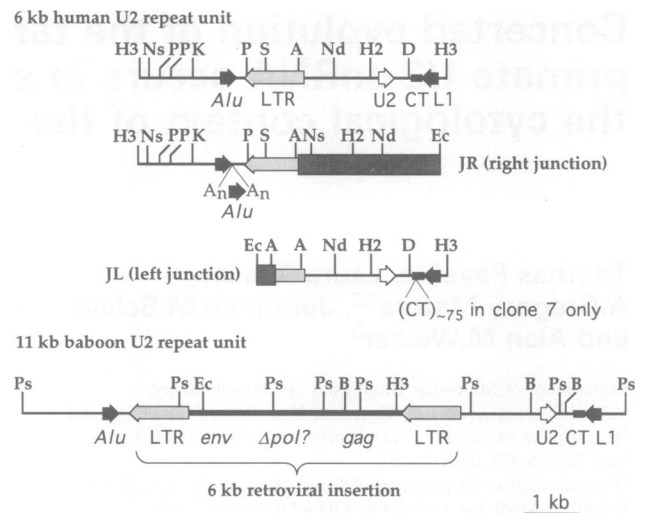 6 kb human U2 repeat unit
H3 Ns PP K P S A Nd H2 D H3
Alu LTR U2 CT L1
H3 Ns PP K P S A Ns H2 Nd Ec
JR (right junction)
An An
Alu
Ec A A Nd H2 D H3
JL (left junction)
(CT)~75 in clone 7 only
11 kb baboon U2 repeat unit
Ps Ps Ec Ps B Ps H3 Ps B Ps B Ps
Alu LTR env Δpol? gag LTR U2 CT L1
6 kb retroviral insertion
1 kb